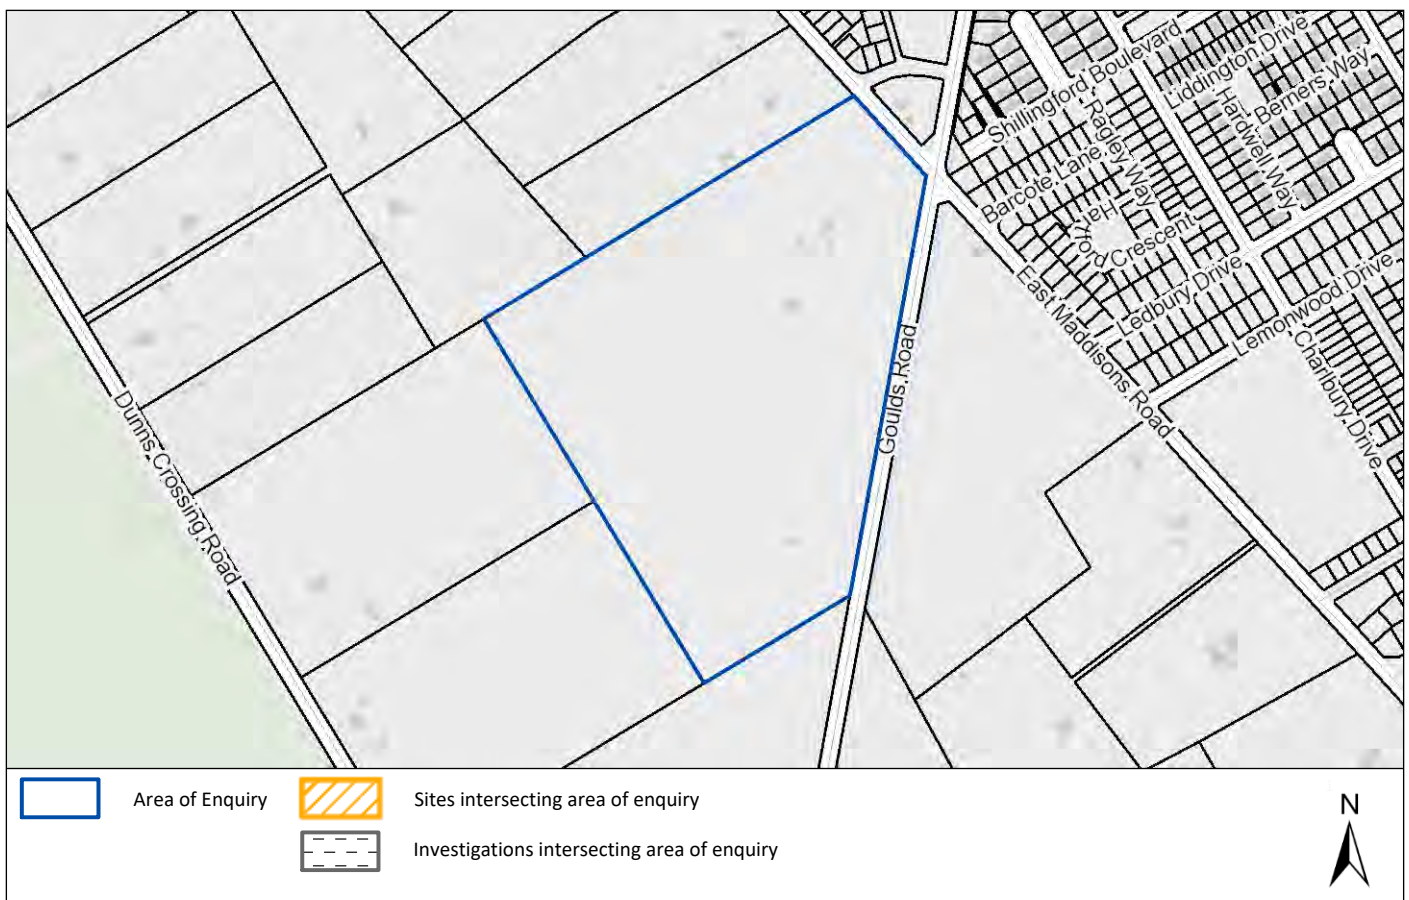 Shillingford Boulevard
Liddington Drive
Berners Way
Hardwell Way
Ragley Way
Barcote Lane
Hatford Crescent
Ledbury Drive
Lemonwood Drive
Charlbury Drive
East Maddisons Road
Goulds Road
Dunns Crossing Road
Area of Enquiry
Sites intersecting area of enquiry
Investigations intersecting area of enquiry
N